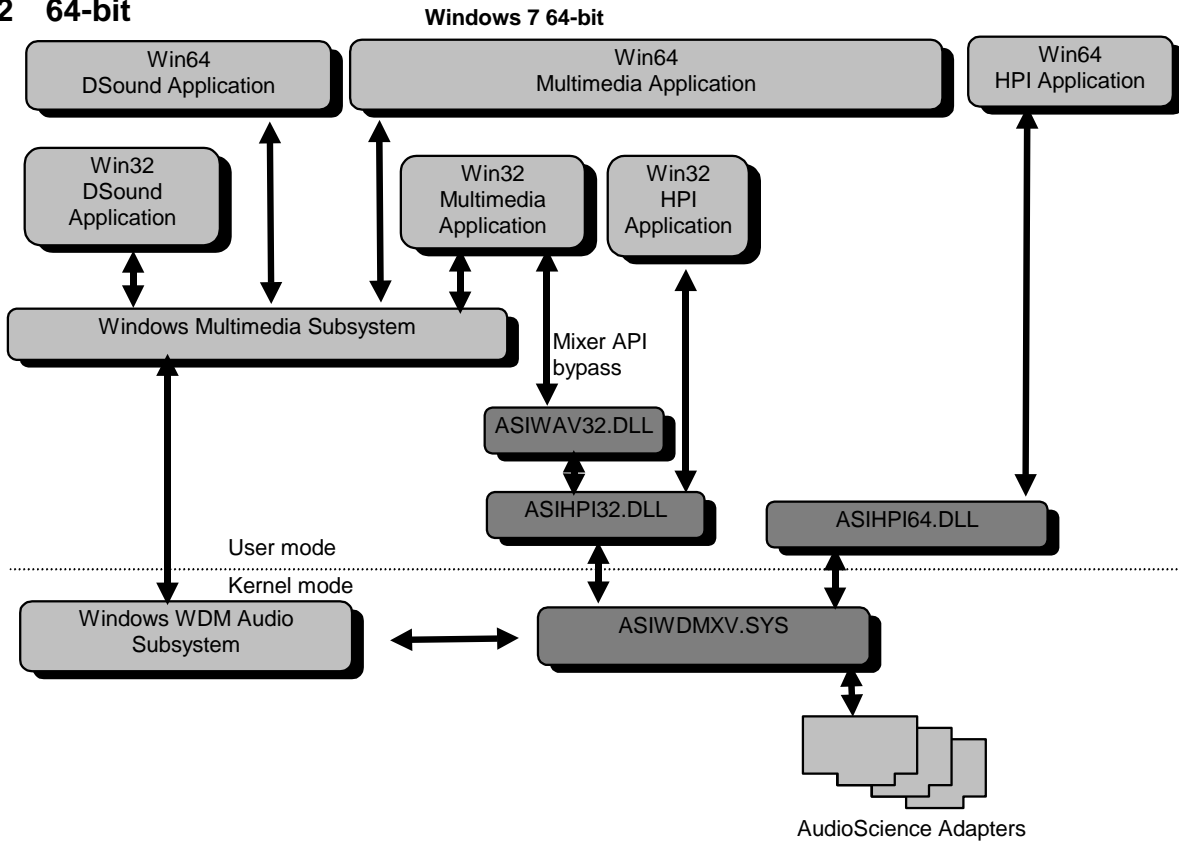 2 64-bit
Windows 7 64-bit
Win64
DSound Application
Win64
Multimedia Application
Win64
HPI Application
Win32
DSound
Application
Win32
Multimedia
Application
Win32
HPI
Application
Windows Multimedia Subsystem
Mixer API
bypass
ASIWAV32.DLL
ASIHPI32.DLL
ASIHPI64.DLL
User mode
Kernel mode
Windows WDM Audio
Subsystem
ASIWDMXV.SYS
AudioScience Adapters